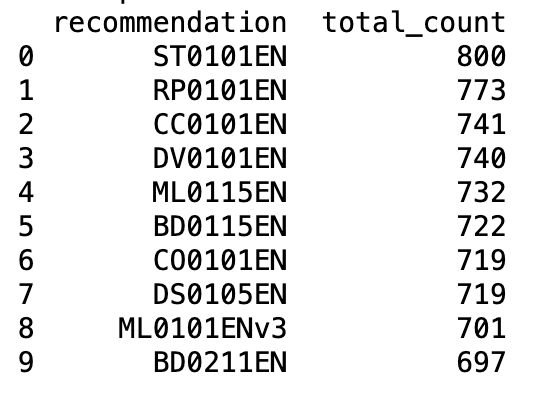 recommendation total_count
0 ST0101EN 800
1 RP0101EN 773
2 CC0101EN 741
3 DV0101EN 740
4 ML0115EN 732
5 BD0115EN 722
6 CO0101EN 719
7 DS0105EN 719
8 ML0101ENv3 701
9 BD0211EN 697